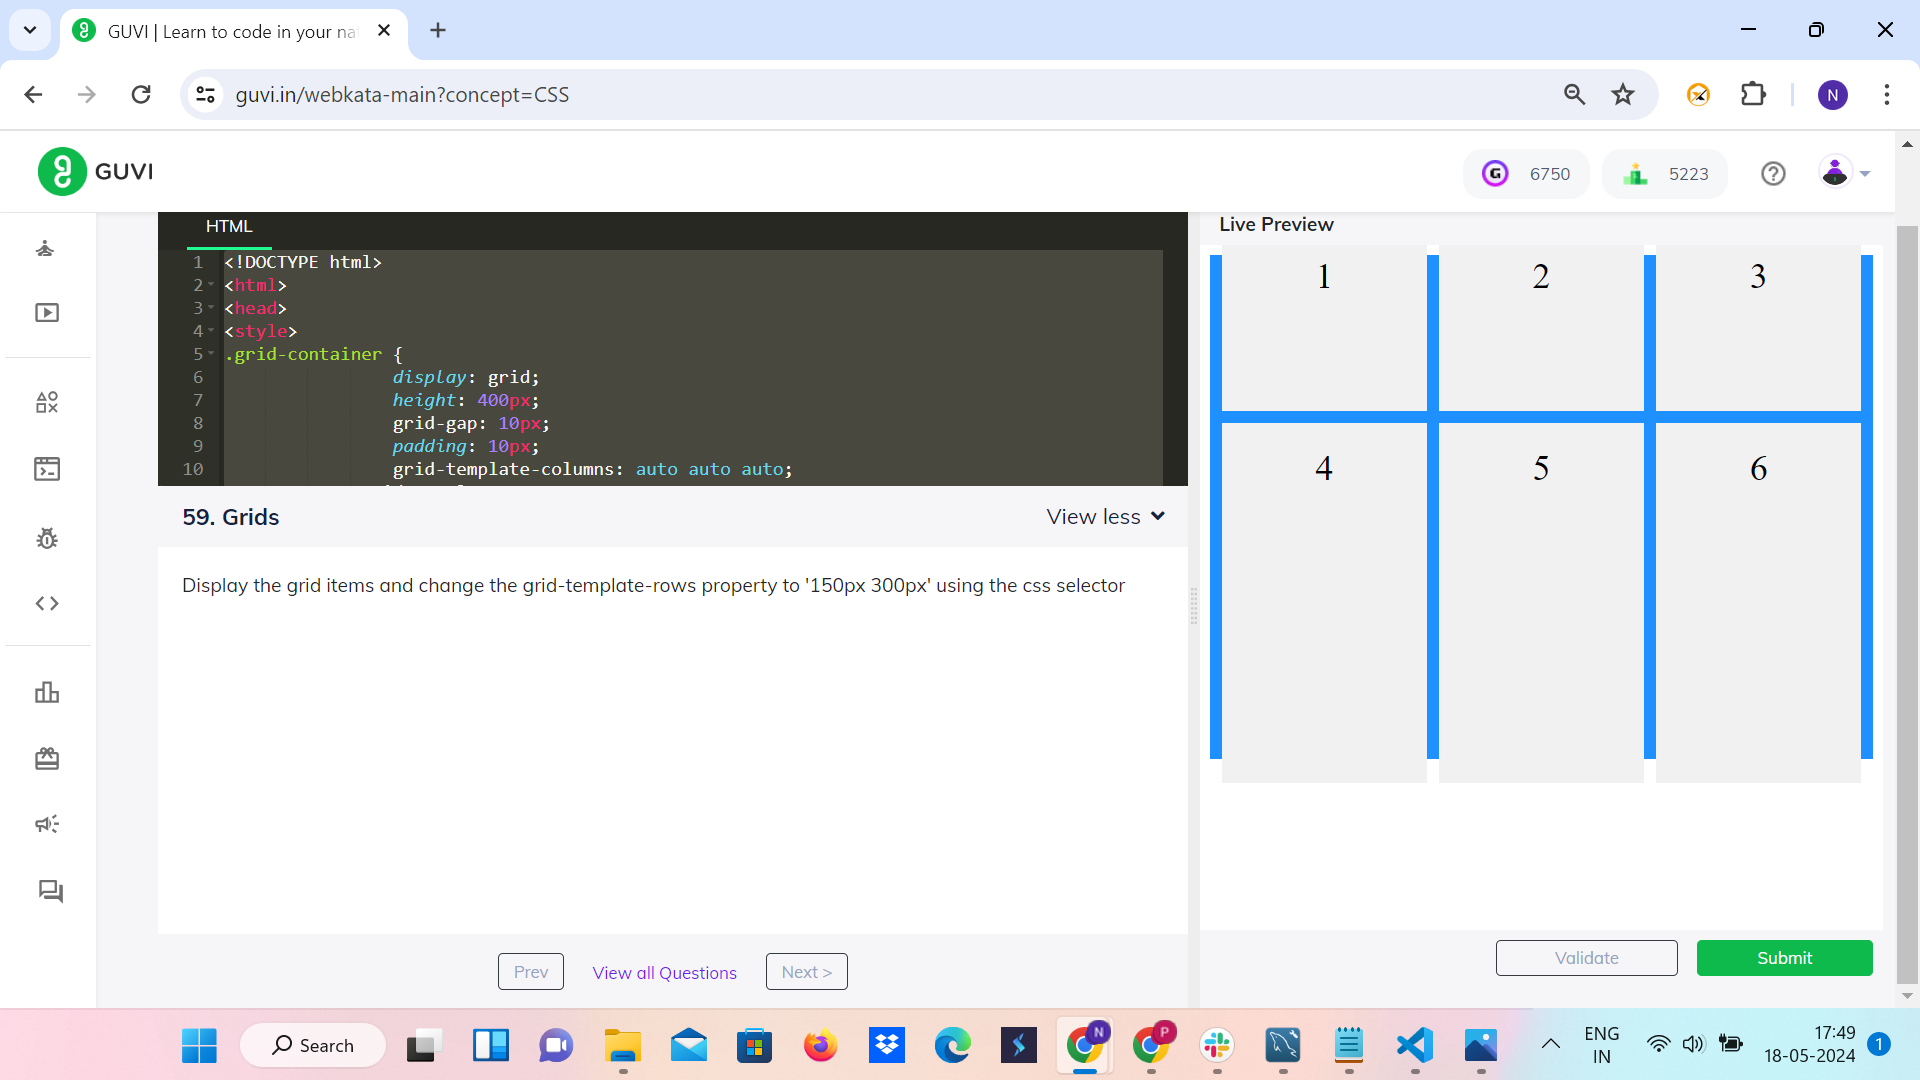 GUVI | Learn to code in your na
guvi.in/webkata-main?concept=CSS
N
GUVI
6750
5223
HTML
1 <!DOCTYPE html>
2 <html>
3 <head>
4 <style>
5 .grid-container {
6 display: grid;
7 height: 400px;
8 grid-gap: 10px;
9 padding: 10px;
10 grid-template-columns: auto auto auto;
59. Grids
View less
Display the grid items and change the grid-template-rows property to '150px 300px' using the css selector
Prev
View all Questions
Next >
Live Preview
1 2 3
4 5 6
Validate
Submit
Search
N
P
ENG
IN
17:49
18-05-2024
1